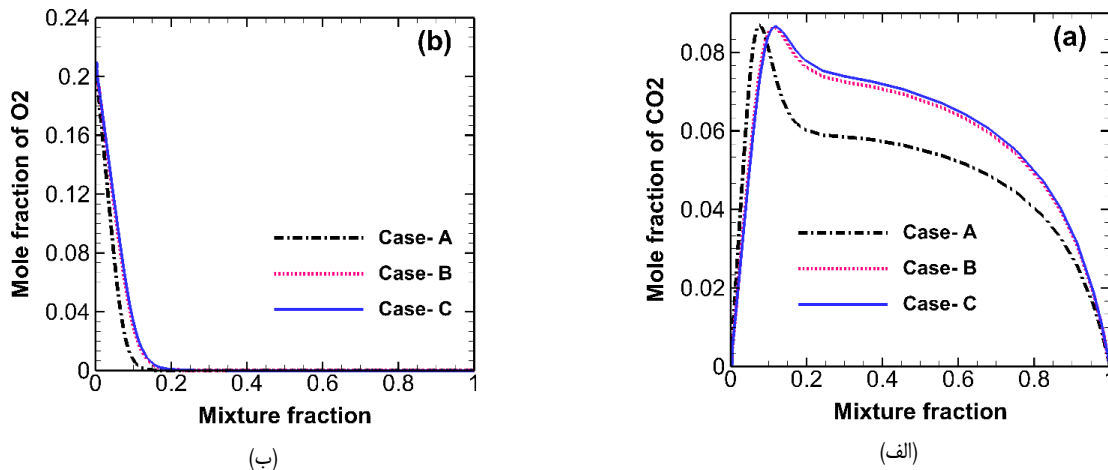 (b)
Mole fraction of O2
0.24
0.2
0.16
0.12
0.08
0.04
0
Case- A
Case- B
Case- C
0 0.2 0.4 0.6 0.8 1
Mixture fraction
(ب)
(a)
Mole fraction of CO2
0.08
0.06
0.04
0.02
0
Case- A
Case- B
Case- C
0 0.2 0.4 0.6 0.8 1
Mixture fraction
(الف)